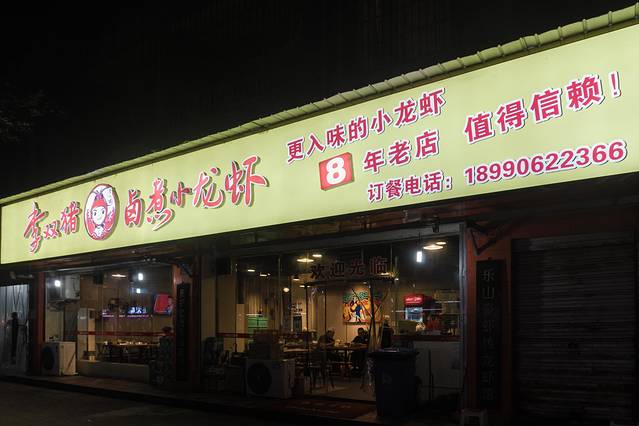 李双猪 卤煮小龙虾
更入味的小龙虾
8年老店 值得信赖！
订餐电话：18990622366
欢迎光临